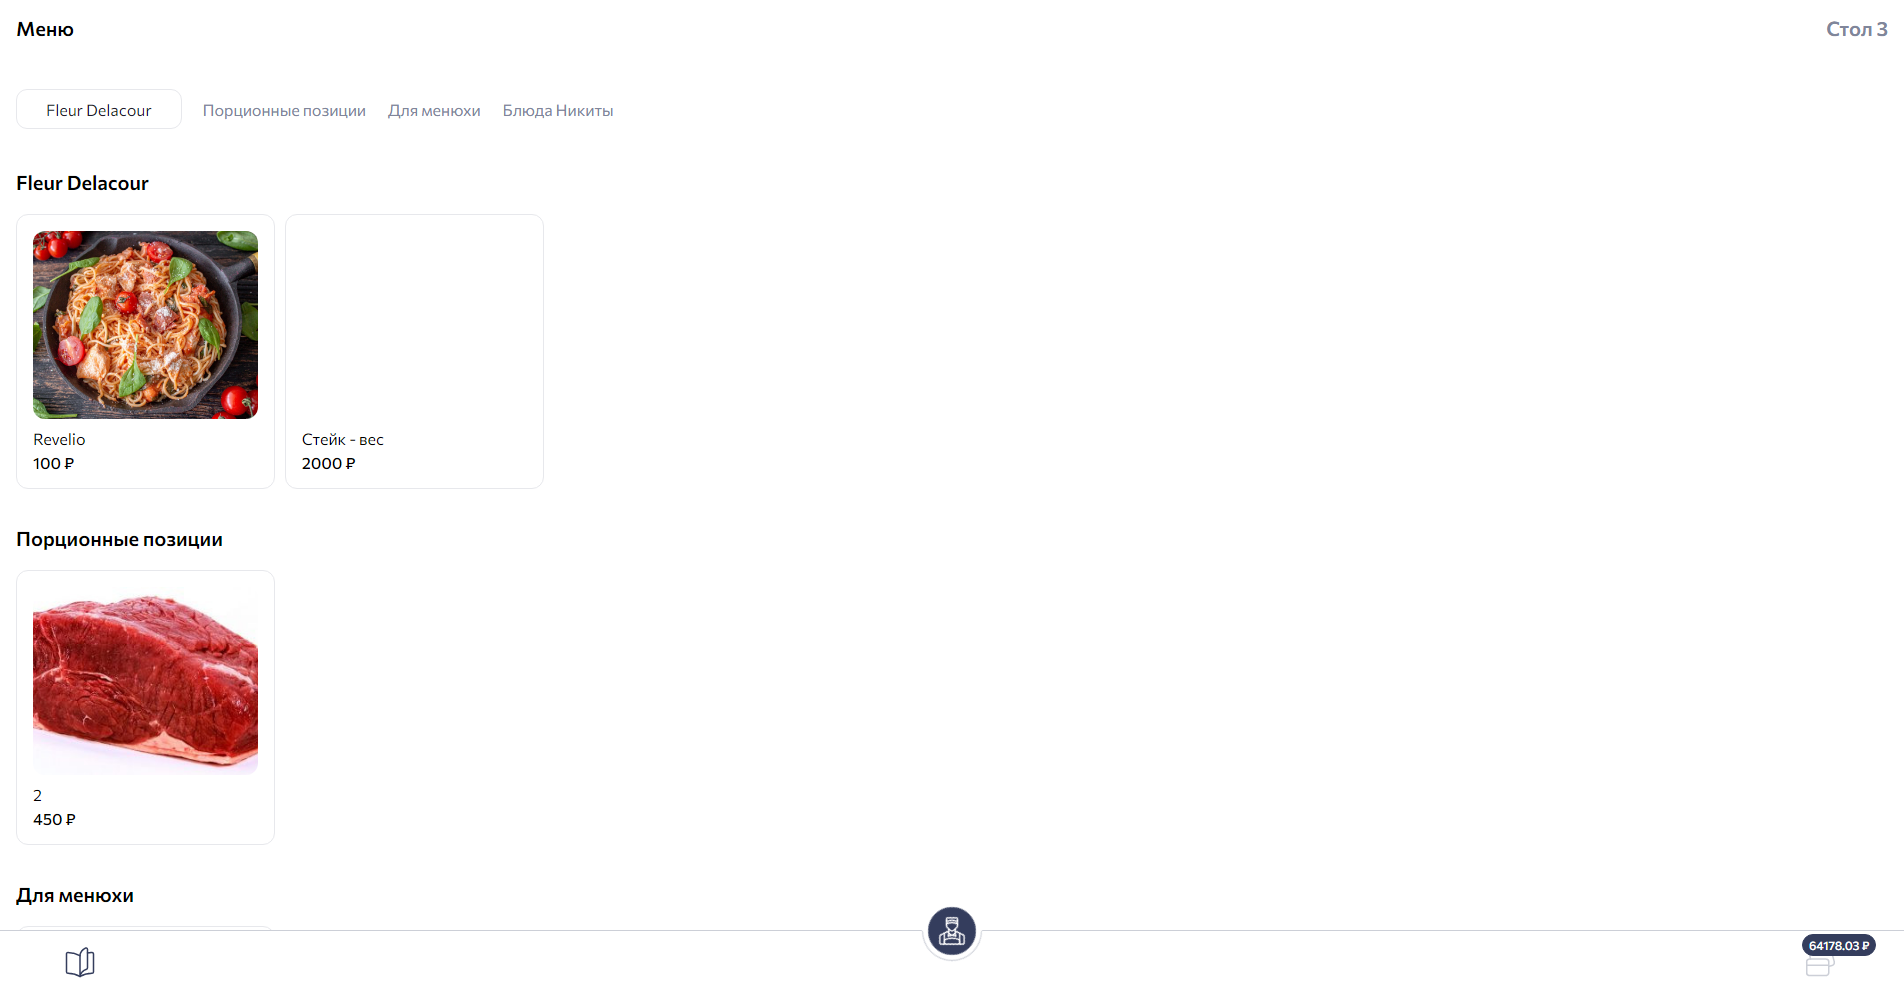 Меню
Стол 3
Fleur Delacour
Порционные позиции
Для менюхи
Блюда Никиты
Fleur Delacour
Revelio
100 ₽
Стейк - вес
2000 ₽
Порционные позиции
2
450 ₽
Для менюхи
64178.03 ₽